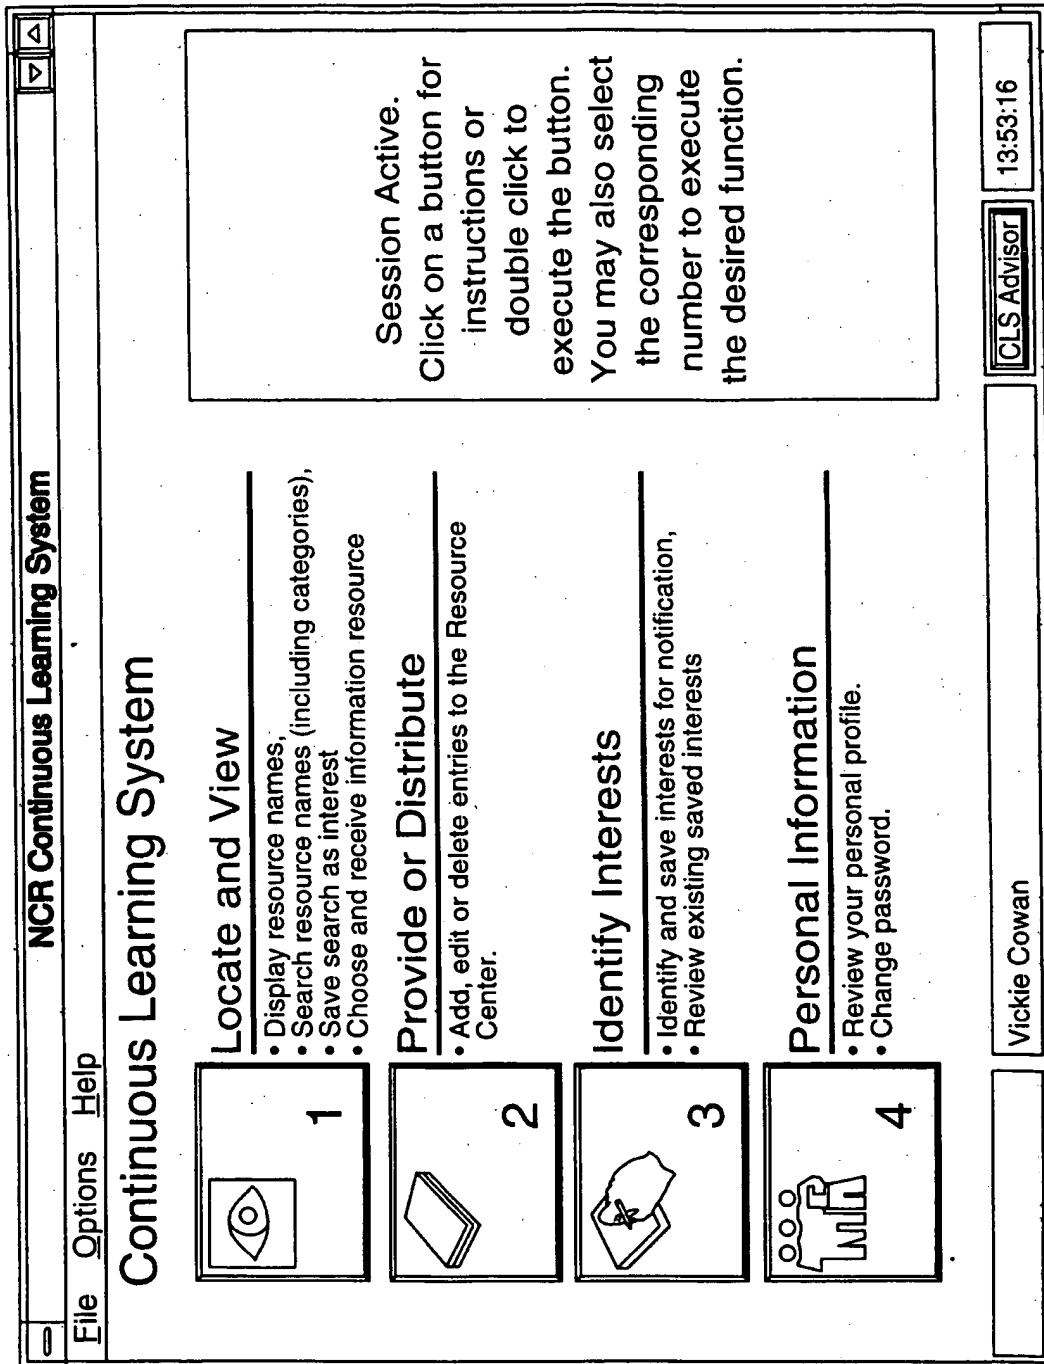 NCR Continuous Learning System
File Options Help
Continuous Learning System
1
Locate and View
• Display resource names,
• Search resource names (including categories),
• Save search as interest
• Choose and receive information resource
2
Provide or Distribute
• Add, edit or delete entries to the Resource
Center.
3
Identify Interests
• Identify and save interests for notification,
• Review existing saved interests
4
Personal Information
• Review your personal profile.
• Change password.
Session Active.
Click on a button for
instructions or
double click to
execute the button.
You may also select
the corresponding
number to execute
the desired function.
Vickie Cowan
CLS Advisor
13:53:16